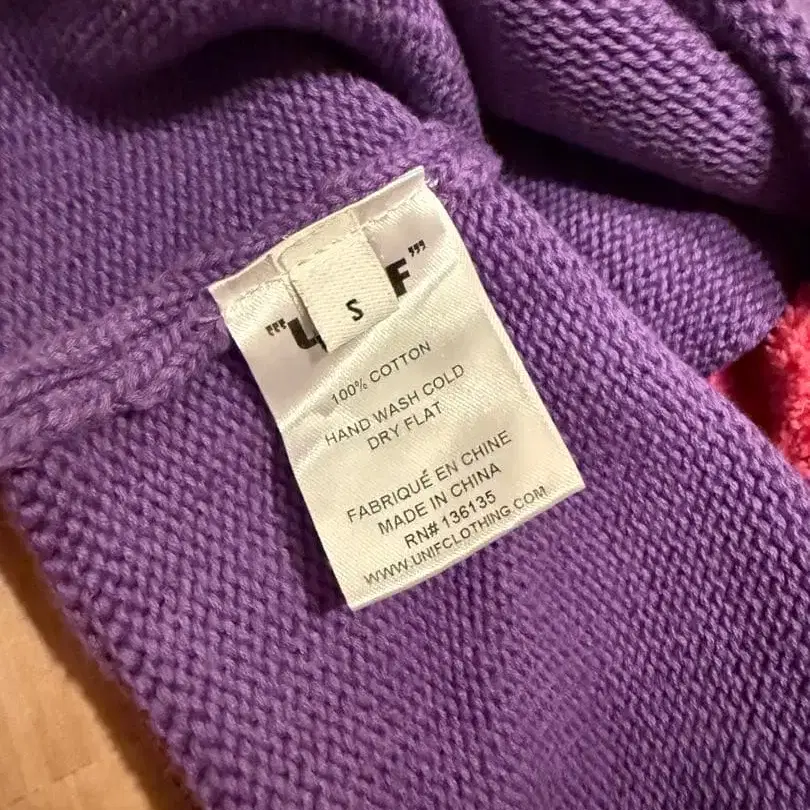 S
100% COTTON
HAND WASH COLD
DRY FLAT
FABRIQUÉ EN CHINE
MADE IN CHINA
RN# 136135
WWW.UNIFCLOTHING.COM